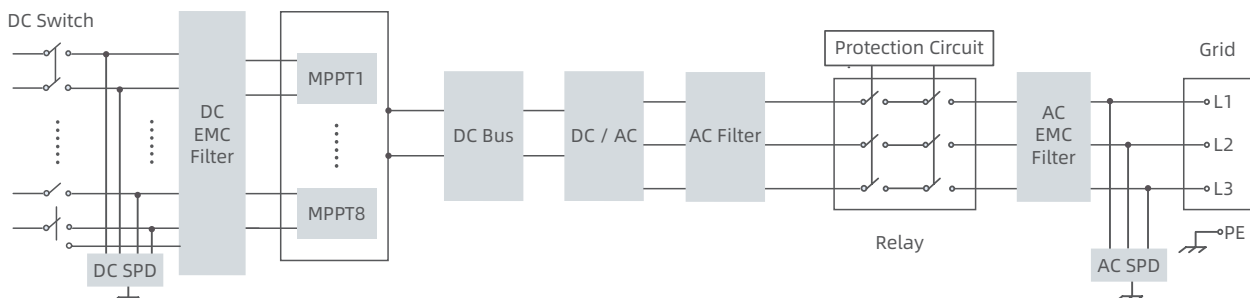 DC Switch
DC
EMC
Filter
DC SPD
MPPT1
MPPT8
DC Bus
DC / AC
AC Filter
Protection Circuit
Relay
AC
EMC
Filter
AC SPD
Grid
L1
L2
L3
PE